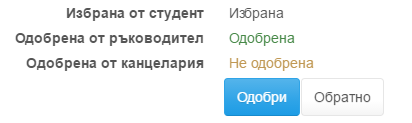 Избрана от студент Избрана
Одобрена от ръководител Одобрена
Одобрена от канцелария Не одобрена
Одобри Обратно